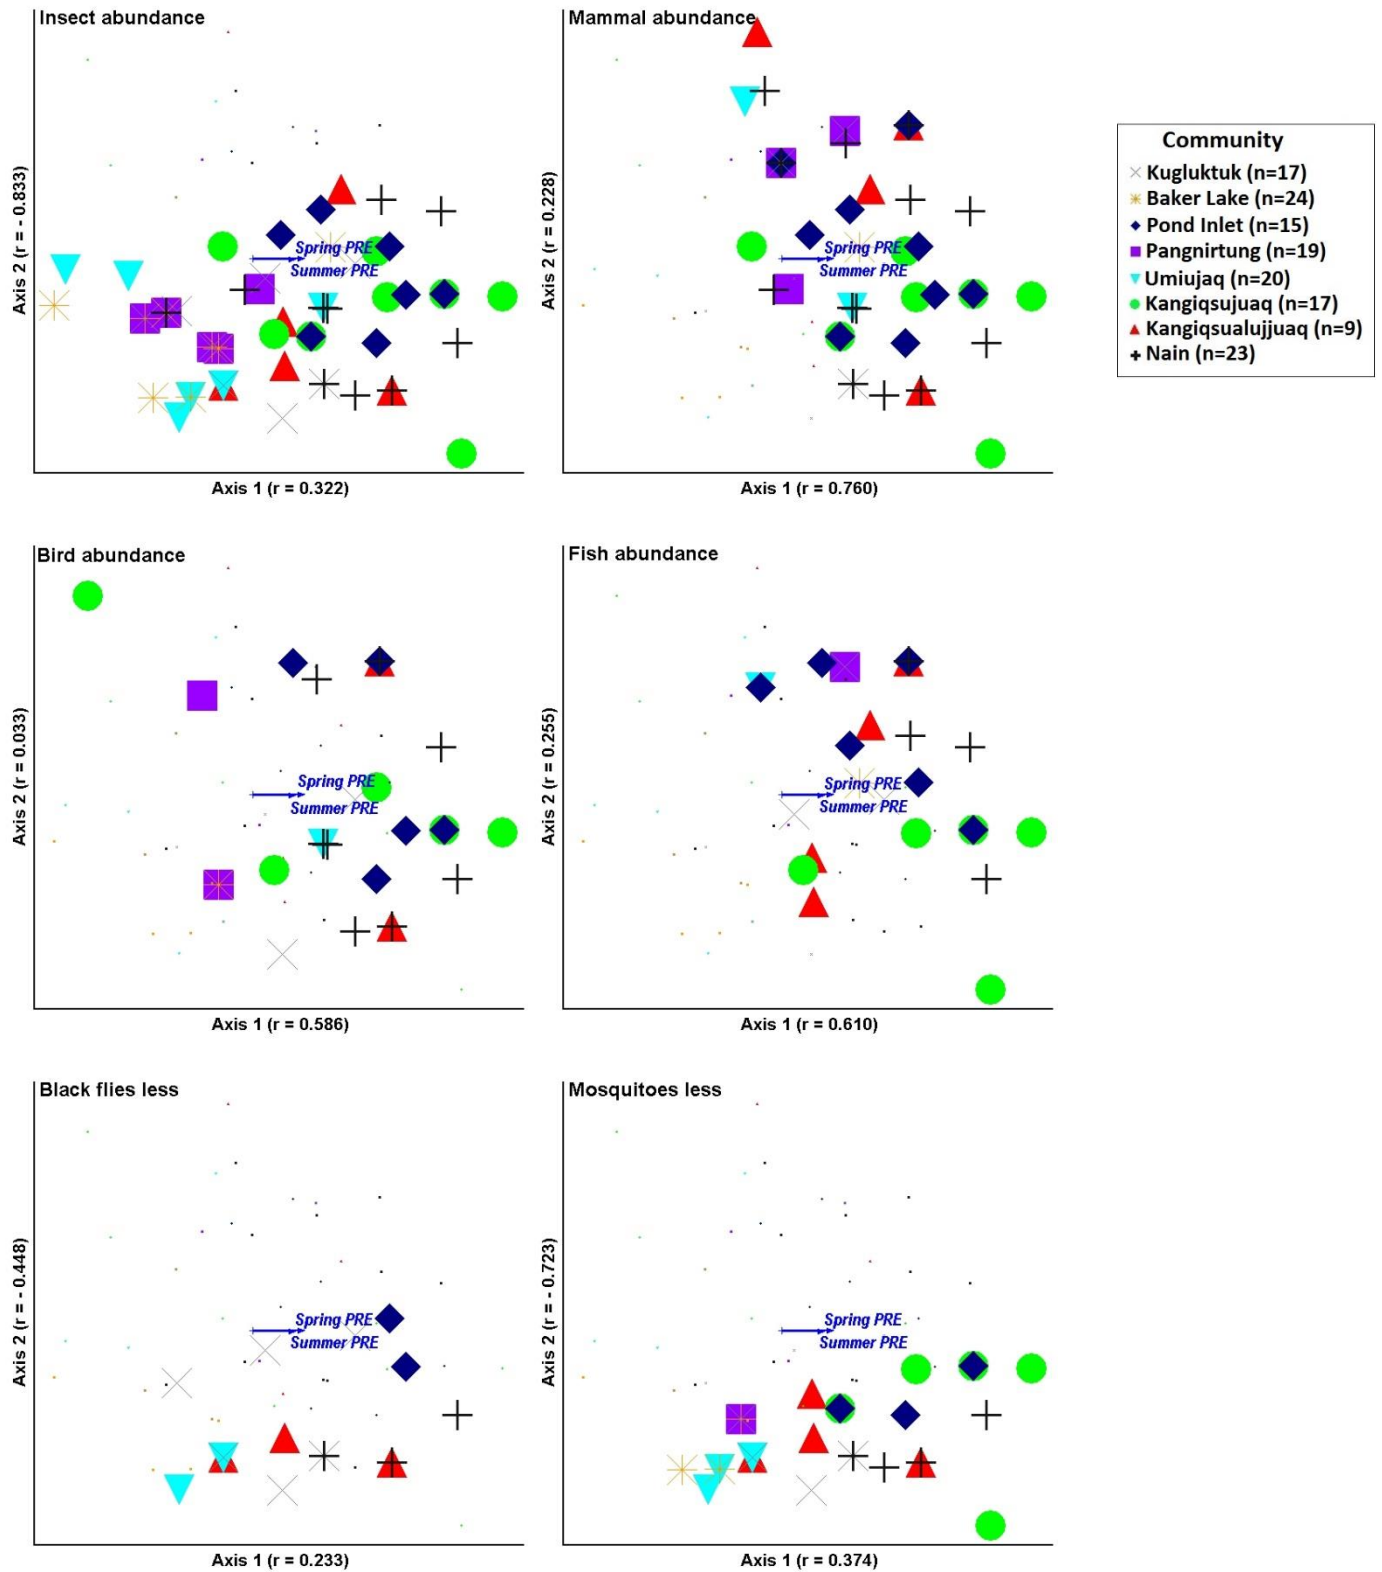 Insect abundance
Axis 2 (r = - 0.833)
Spring PRE
Summer PRE
Axis 1 (r = 0.322)
Mammal abundance
Axis 2 (r = 0.228)
Spring PRE
Summer PRE
Axis 1 (r = 0.760)
Community
Kugluktuk (n=17)
Baker Lake (n=24)
Pond Inlet (n=15)
Pangnirtung (n=19)
Umiujaq (n=20)
Kangiqsujuaq (n=17)
Kangiqsualujjuaq (n=9)
Nain (n=23)
Bird abundance
Axis 2 (r = 0.033)
Spring PRE
Summer PRE
Axis 1 (r = 0.586)
Fish abundance
Axis 2 (r = 0.255)
Spring PRE
Summer PRE
Axis 1 (r = 0.610)
Black flies less
Axis 2 (r = - 0.448)
Spring PRE
Summer PRE
Axis 1 (r = 0.233)
Mosquitoes less
Axis 2 (r = - 0.723)
Spring PRE
Summer PRE
Axis 1 (r = 0.374)